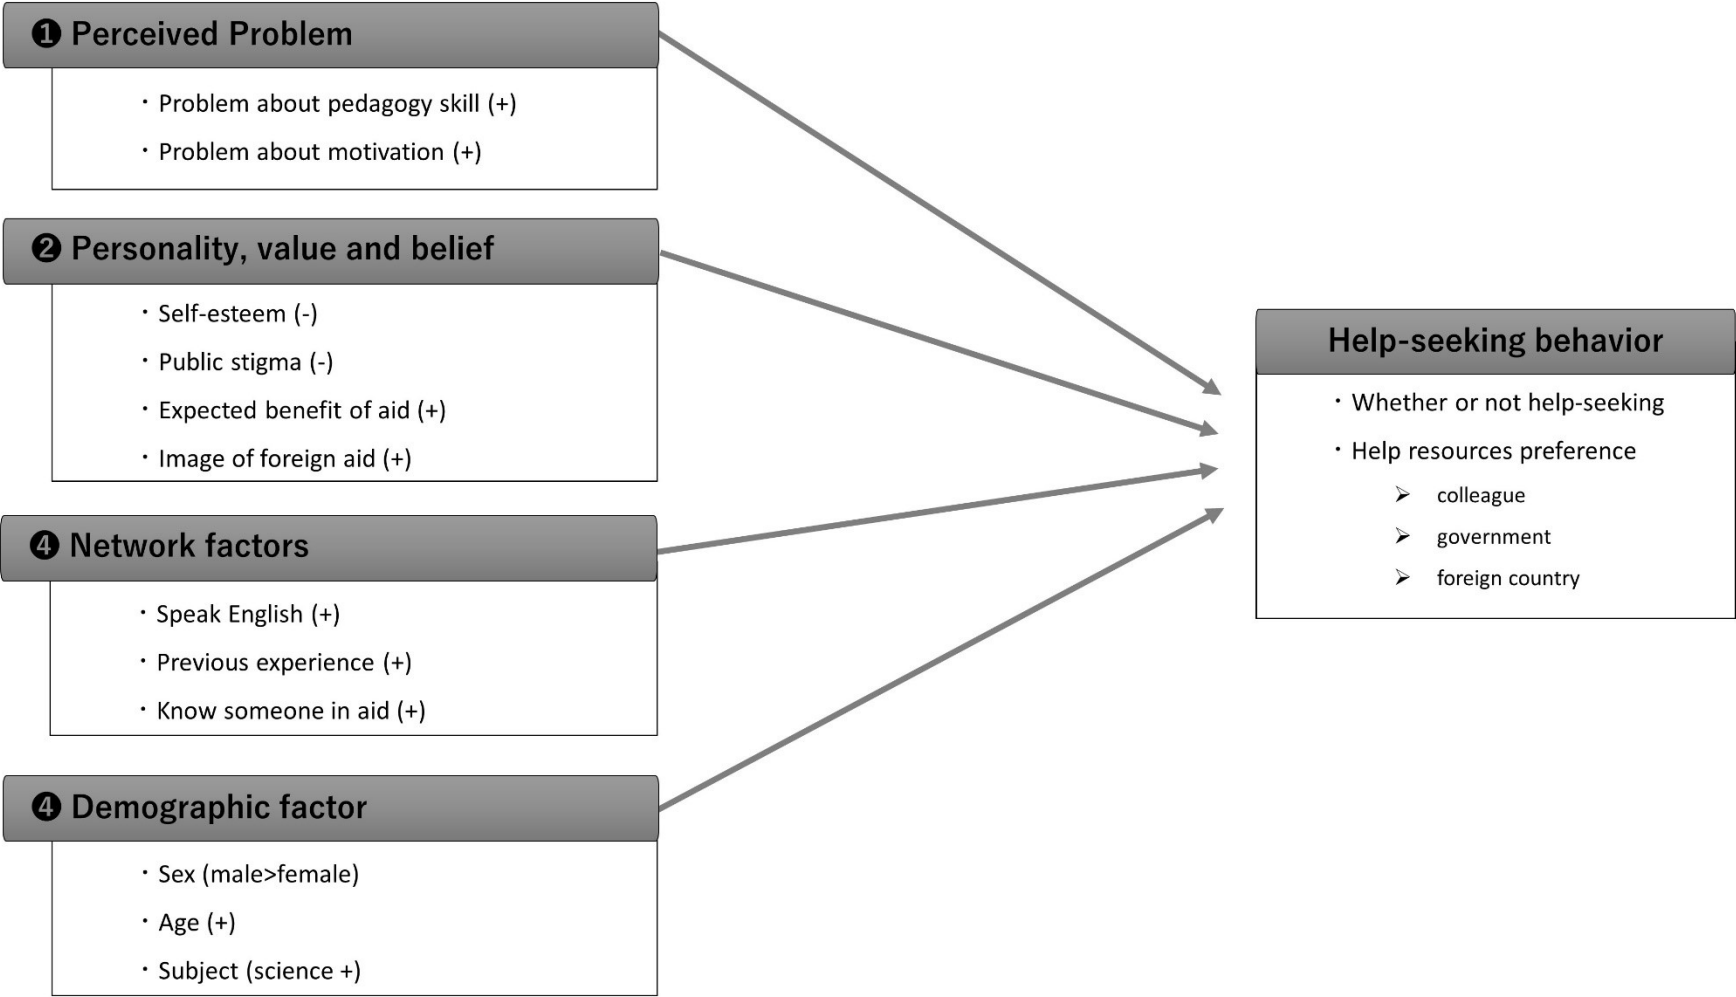 ❶ Perceived Problem
・Problem about pedagogy skill (+)
・Problem about motivation (+)
❷ Personality, value and belief
・Self-esteem (-)
・Public stigma (-)
・Expected benefit of aid (+)
・Image of foreign aid (+)
❹ Network factors
・Speak English (+)
・Previous experience (+)
・Know someone in aid (+)
❹ Demographic factor
・Sex (male>female)
・Age (+)
・Subject (science +)
Help-seeking behavior
・Whether or not help-seeking
・Help resources preference
➢ colleague
➢ government
➢ foreign country